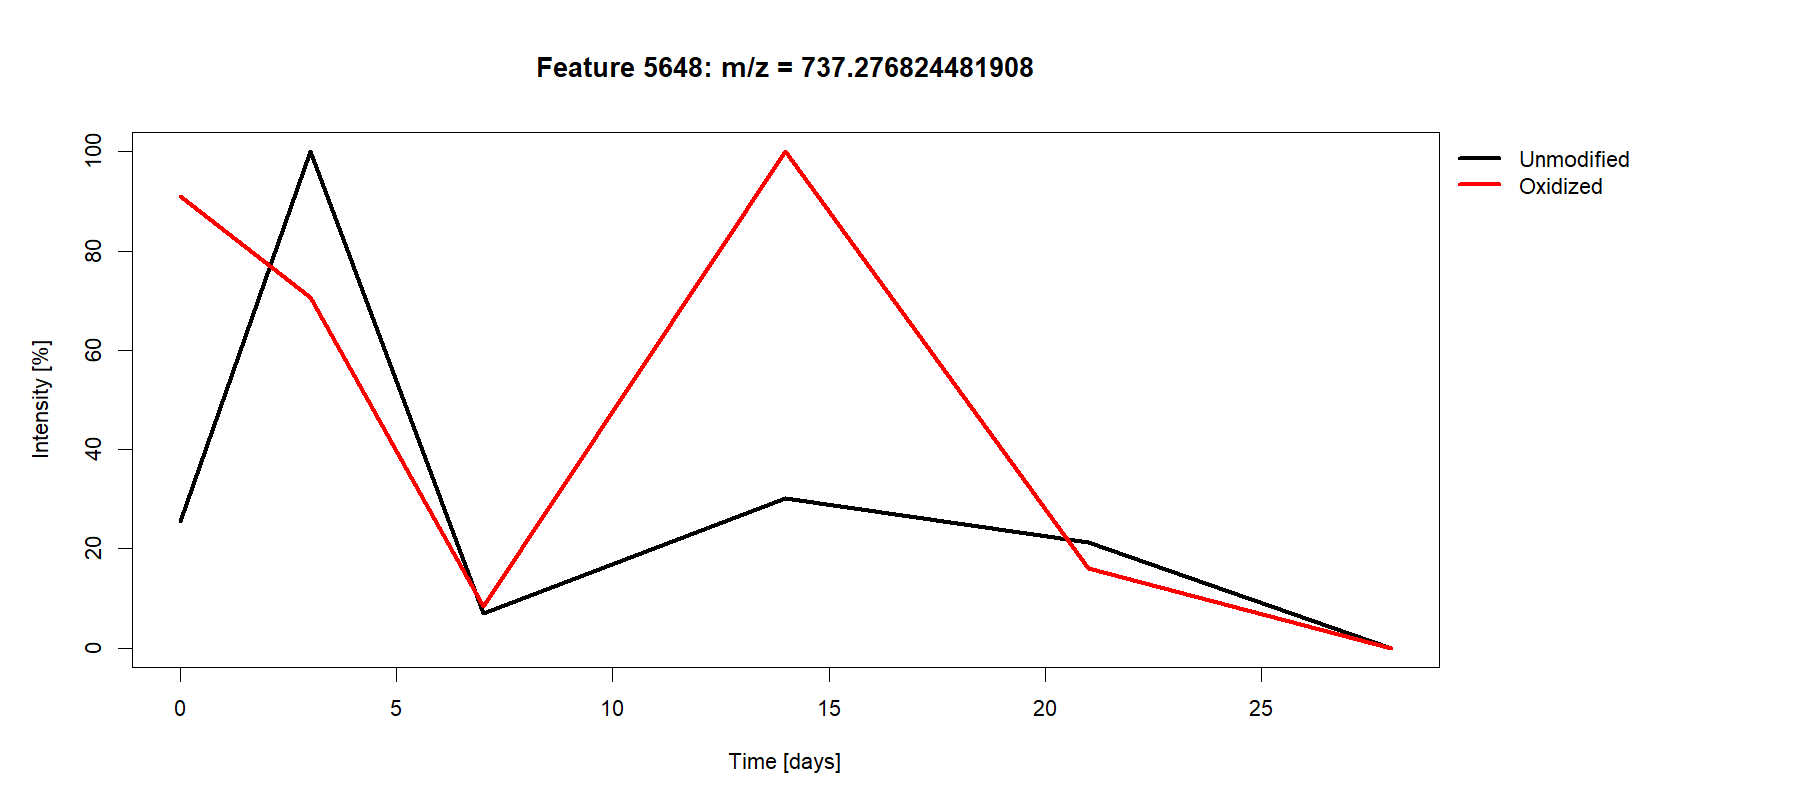 Feature 5648: m/z = 737.276824481908
Unmodified
Oxidized
Intensity [%]
100
80
60
40
20
0
0 5 10 15 20 25
Time [days]